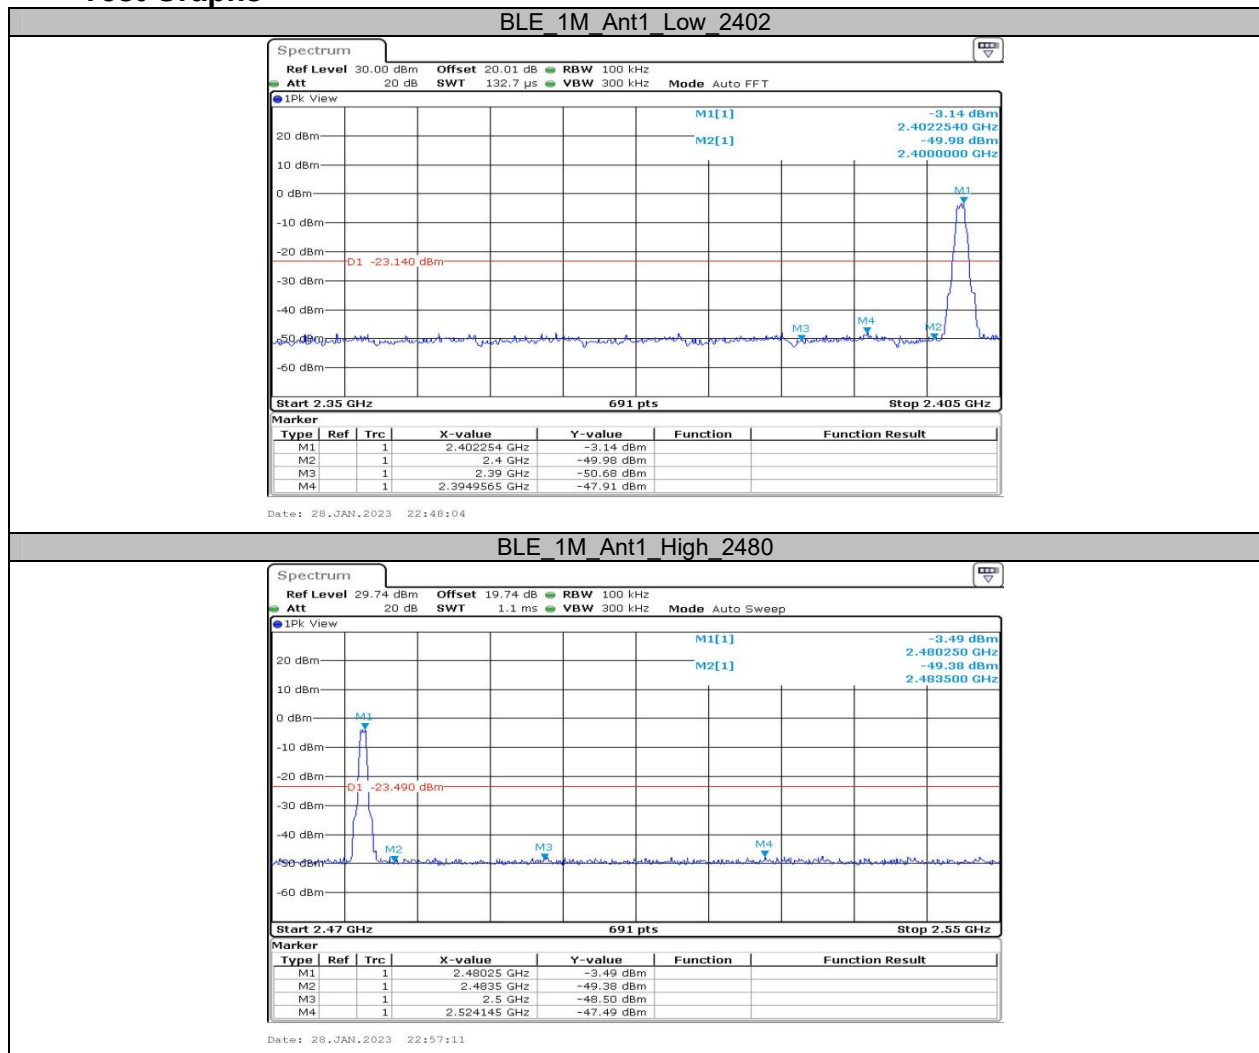 Test Graphs
BLE_1M_Ant1_Low_2402
Spectrum
Ref Level 30.00 dBm Offset 20.01 dB RBW 100 kHz
Att 20 dB SWT 132.7 µs VBW 300 kHz Mode Auto FFT
1Pk View
M1[1] -3.14 dBm
2.4022540 GHz
20 dBm
M2[1] -49.98 dBm
2.4000000 GHz
10 dBm
0 dBm
M1
-10 dBm
-20 dBm
D1 -23.140 dBm
-30 dBm
-40 dBm
M3 M4 M2
-50 dBm
-60 dBm
Start 2.35 GHz 691 pts Stop 2.405 GHz
Marker
Type Ref Trc X-value Y-value Function Function Result
M1 1 2.402254 GHz -3.14 dBm
M2 1 2.4 GHz -49.98 dBm
M3 1 2.39 GHz -50.68 dBm
M4 1 2.3949565 GHz -47.91 dBm
Date: 28.JAN.2023 22:48:04
BLE_1M_Ant1_High_2480
Spectrum
Ref Level 29.74 dBm Offset 19.74 dB RBW 100 kHz
Att 20 dB SWT 1.1 ms VBW 300 kHz Mode Auto Sweep
1Pk View
M1[1] -3.49 dBm
2.480250 GHz
20 dBm
M2[1] -49.38 dBm
2.483500 GHz
10 dBm
0 dBm
M1
-10 dBm
-20 dBm
D1 -23.490 dBm
-30 dBm
-40 dBm
M2 M3 M4
-50 dBm
-60 dBm
Start 2.47 GHz 691 pts Stop 2.55 GHz
Marker
Type Ref Trc X-value Y-value Function Function Result
M1 1 2.48025 GHz -3.49 dBm
M2 1 2.4835 GHz -49.38 dBm
M3 1 2.5 GHz -48.50 dBm
M4 1 2.524145 GHz -47.49 dBm
Date: 28.JAN.2023 22:57:11